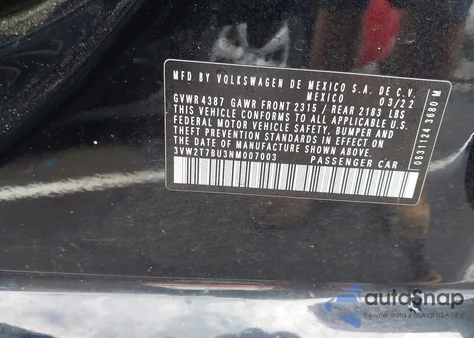 MFD BY VOLKSWAGEN DE MEXICO S.A. DE C.V.
MEXICO 03/22
GVWR 4387 GAWR FRONT 2315 / REAR 2183 LBS
THIS VEHICLE CONFORMS TO ALL APPLICABLE U.S.
FEDERAL MOTOR VEHICLE SAFETY, BUMPER AND
THEFT PREVENTION STANDARDS IN EFFECT ON
THE DATE OF MANUFACTURE SHOWN ABOVE.
3VW2T7BU3NM007003 PASSENGER CAR
0531124 3680 M
autoSnap